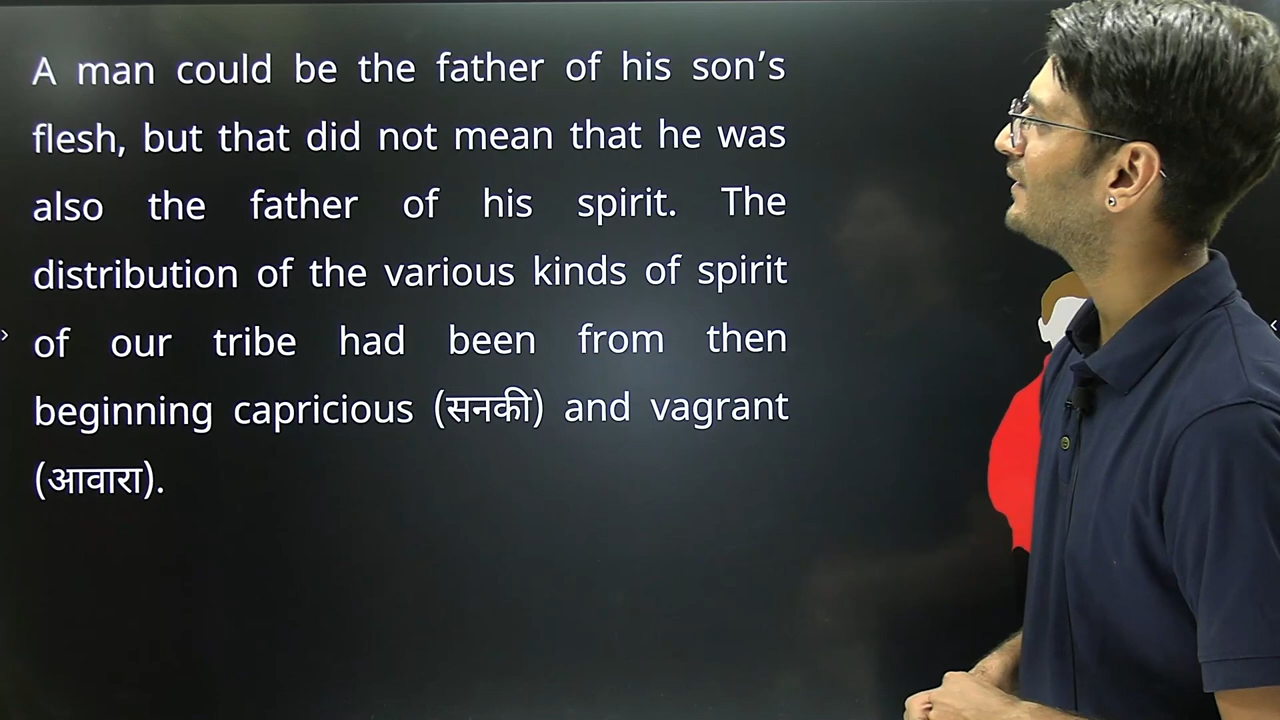 A man could be the father of his son’s
flesh, but that did not mean that he was
also the father of his spirit. The
distribution of the various kinds of spirit
of our tribe had been from then
beginning capricious (सनकी) and vagrant
(आवारा).